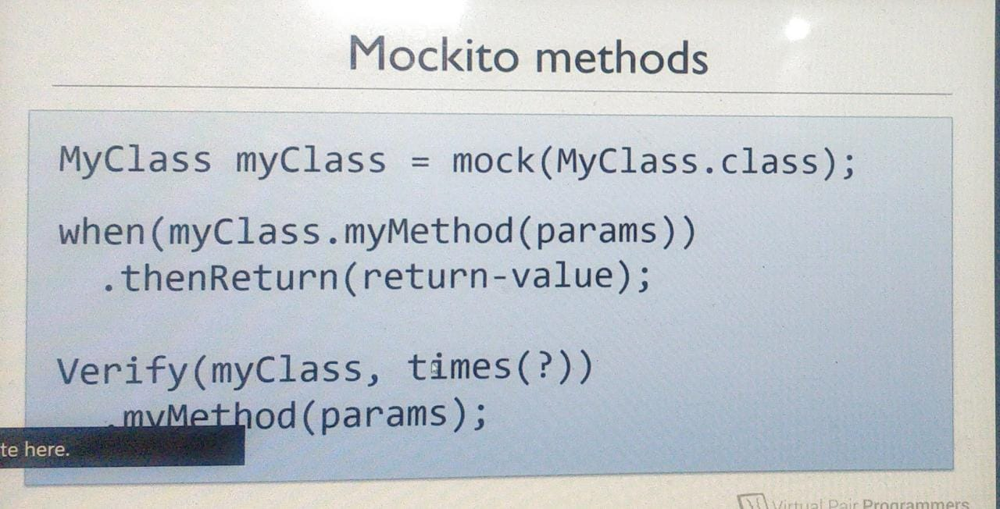 Mockito methods
MyClass myClass = mock(MyClass.class);
when(myClass.myMethod(params))
.thenReturn(return-value);
Verify(myClass, times(?))
.myMethod(params);
te here.
Virtual Pair Programmers